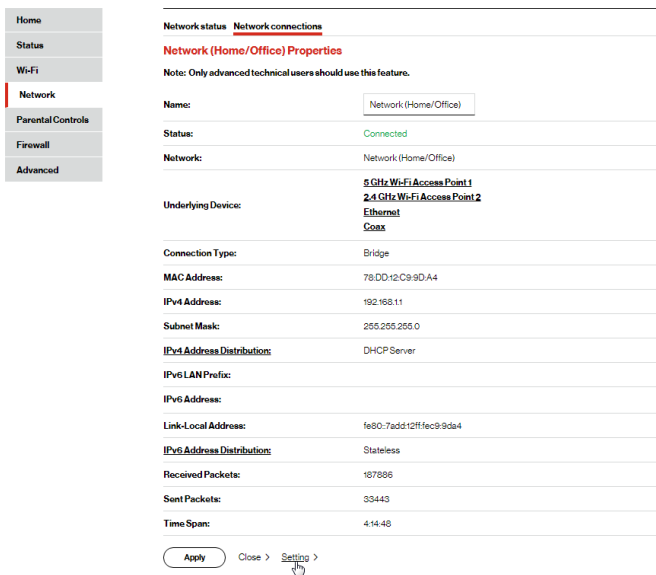 Home
Status
Wi-Fi
Network
Parental Controls
Firewall
Advanced
Network status Network connections
Network (Home/Office) Properties
Note: Only advanced technical users should use this feature.
Name: Network (Home/Office)
Status: Connected
Network: Network (Home/Office)
Underlying Device: 5 GHz Wi-Fi Access Point 1
2.4 GHz Wi-Fi Access Point 2
Ethernet
Coax
Connection Type: Bridge
MAC Address: 78:DD:12:C9:9D:A4
IPv4 Address: 192.168.1.1
Subnet Mask: 255.255.255.0
IPv4 Address Distribution: DHCP Server
IPv6 LAN Prefix:
IPv6 Address:
Link-Local Address: fe80::7add:12ff:fec9:9da4
IPv6 Address Distribution: Stateless
Received Packets: 187886
Sent Packets: 33443
Time Span: 4:14:48
Apply Close > Setting >